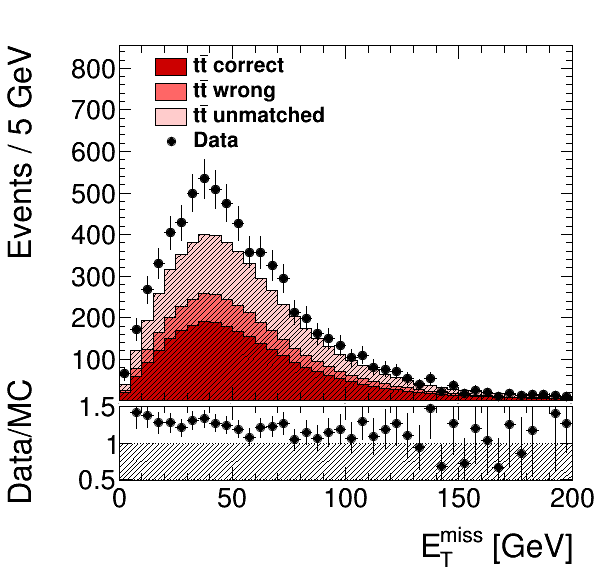 Events / 5 GeV
800
700
600
500
400
300
200
100
tt̅ correct
tt̅ wrong
tt̅ unmatched
Data
Data/MC
1.5
1
0.5
0 50 100 150 200
E_T^miss [GeV]